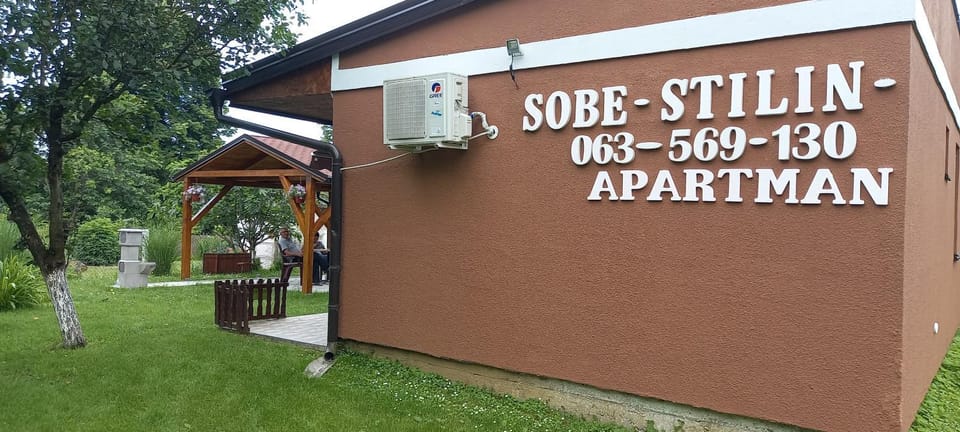 SOBE - STILIN -
063-569-130
APARTMAN
GREE